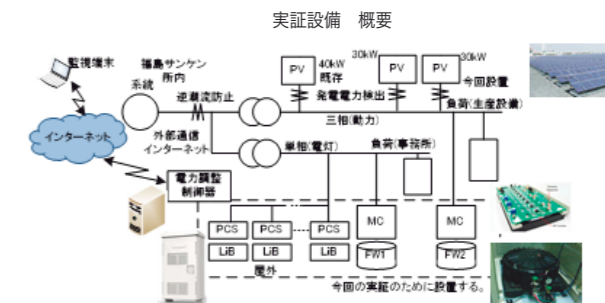 実証設備 概要
監視端末
福島サンケン
所内
系統
逆潮流防止
PV
40kW
既存
発電電力検出
30kW
PV
PV
30kW
今回設置
負荷(生産設備)
三相(動力)
インターネット
外部通信
インターネット
単相(電灯)
負荷(事務所)
電力調整
制御器
PCS
PCS
PCS
LiB
LiB
LiB
屋外
MC
MC
FW1
FW2
今回の実証のために設置する。